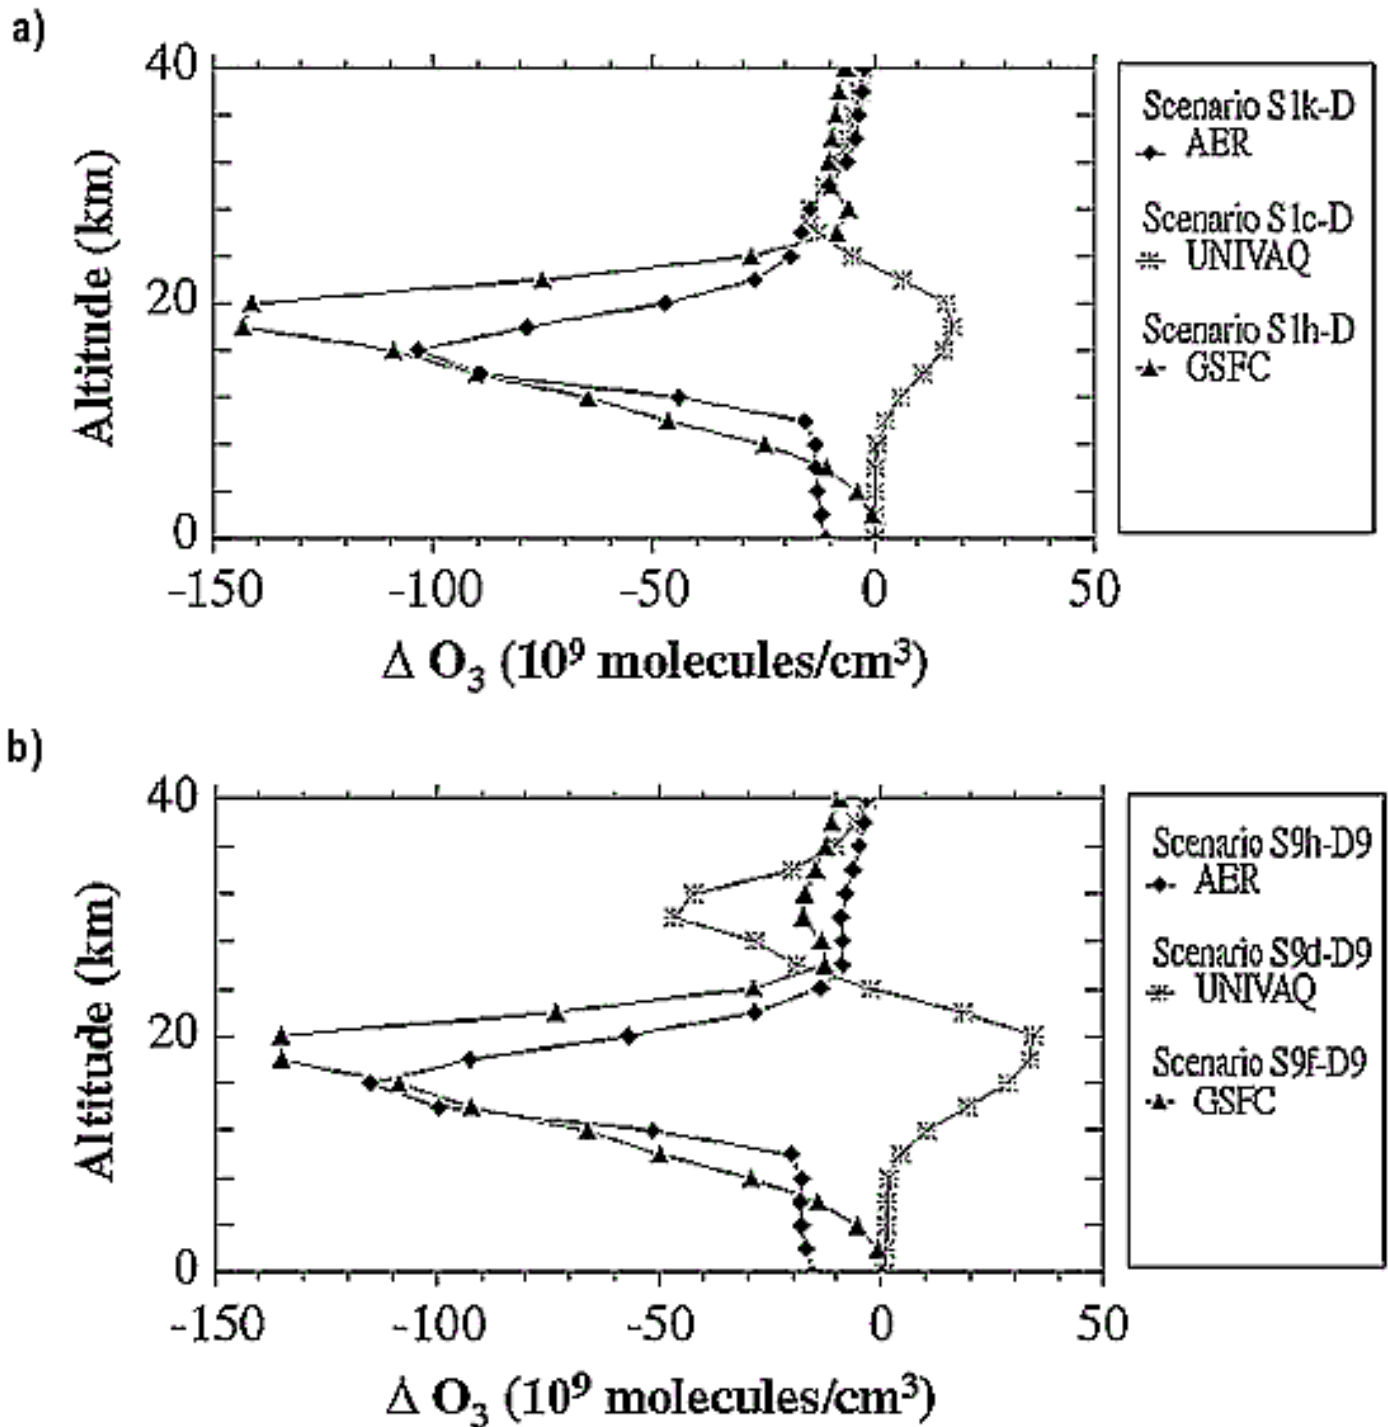 a)
40
20
0
Altitude (km)
-150 -100 -50 0 50
Δ O₃ (10⁹ molecules/cm³)
Scenario S1k-D
AER
Scenario S1c-D
UNIVAQ
Scenario S1h-D
GSFC
b)
40
20
0
Altitude (km)
-150 -100 -50 0 50
Δ O₃ (10⁹ molecules/cm³)
Scenario S9h-D9
AER
Scenario S9d-D9
UNIVAQ
Scenario S9f-D9
GSFC